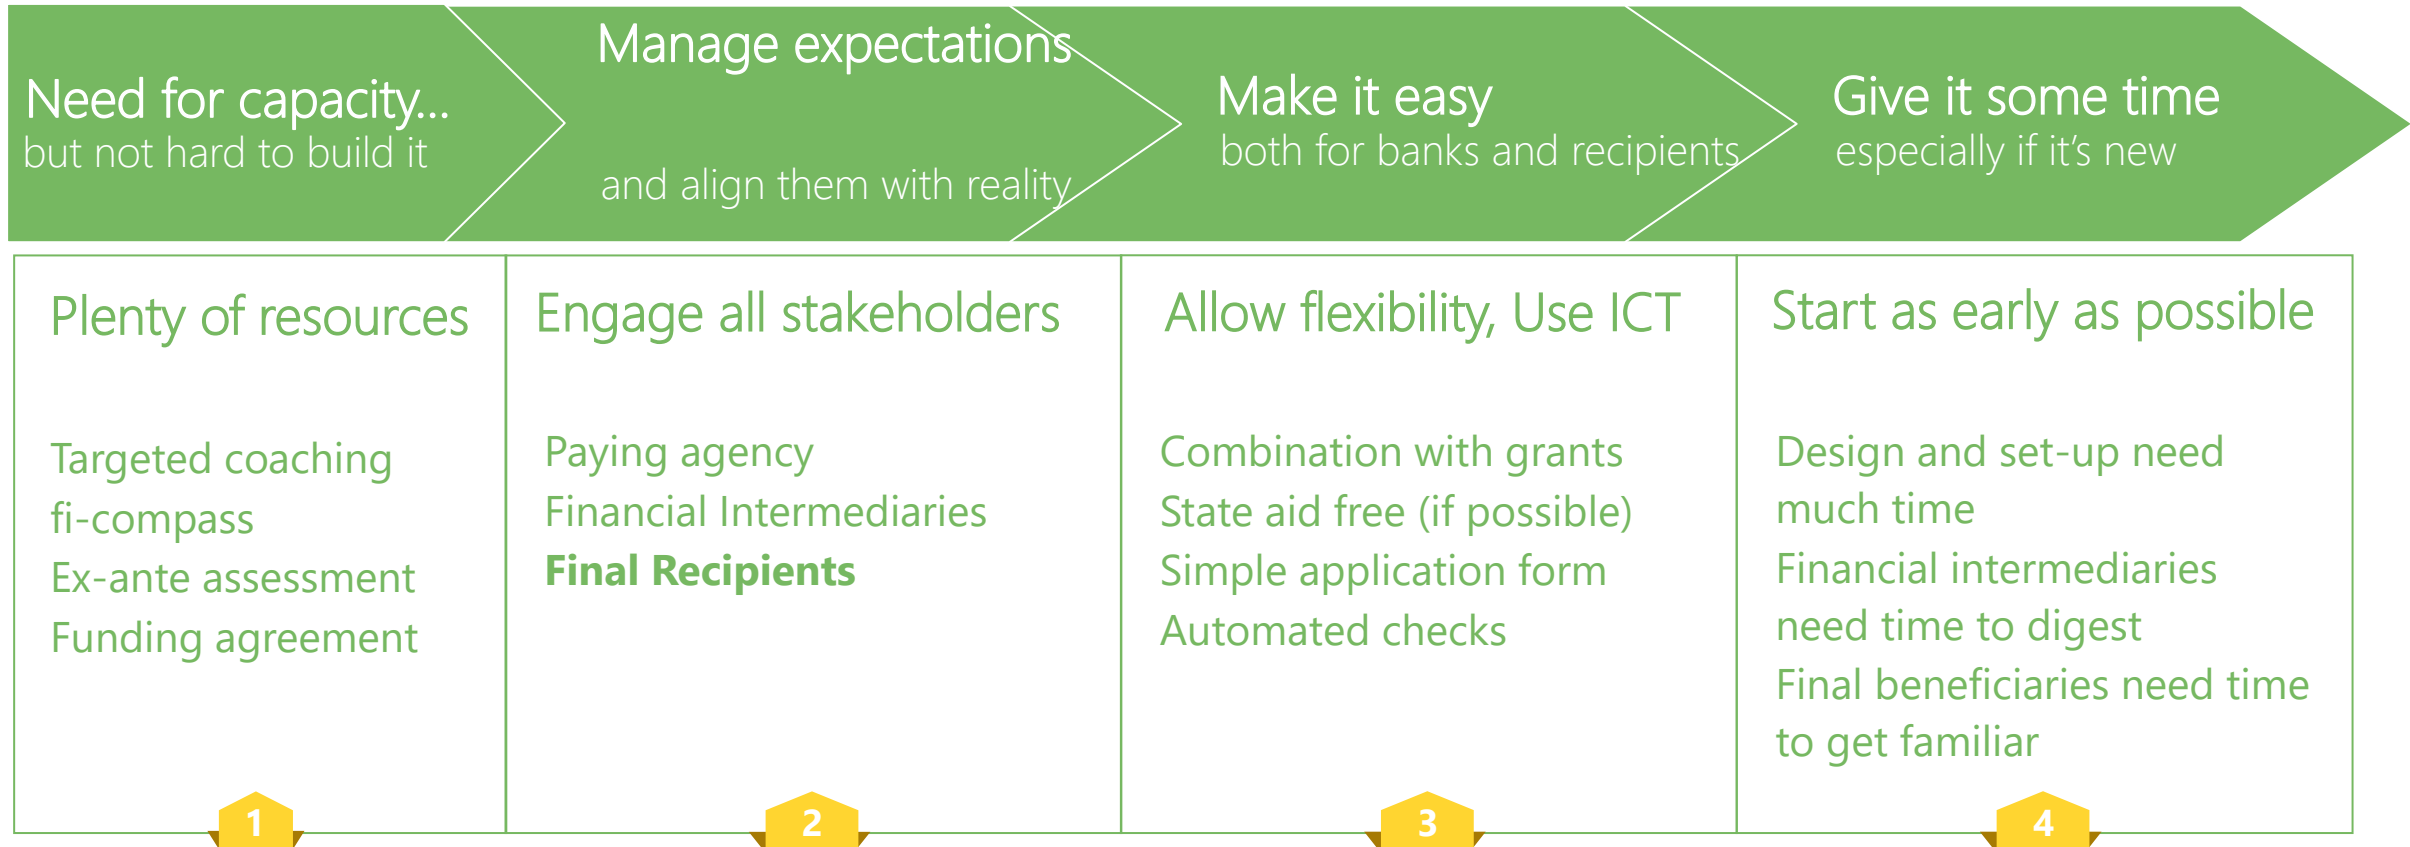 Need for capacity…
but not hard to build it
Manage expectations
and align them with reality
Make it easy
both for banks and recipients
Give it some time
especially if it’s new
Plenty of resources
Targeted coaching
fi-compass
Ex-ante assessment
Funding agreement
1
Engage all stakeholders
Paying agency
Financial Intermediaries
Final Recipients
2
Allow flexibility, Use ICT
Combination with grants
State aid free (if possible)
Simple application form
Automated checks
3
Start as early as possible
Design and set-up need
much time
Financial intermediaries
need time to digest
Final beneficiaries need time
to get familiar
4